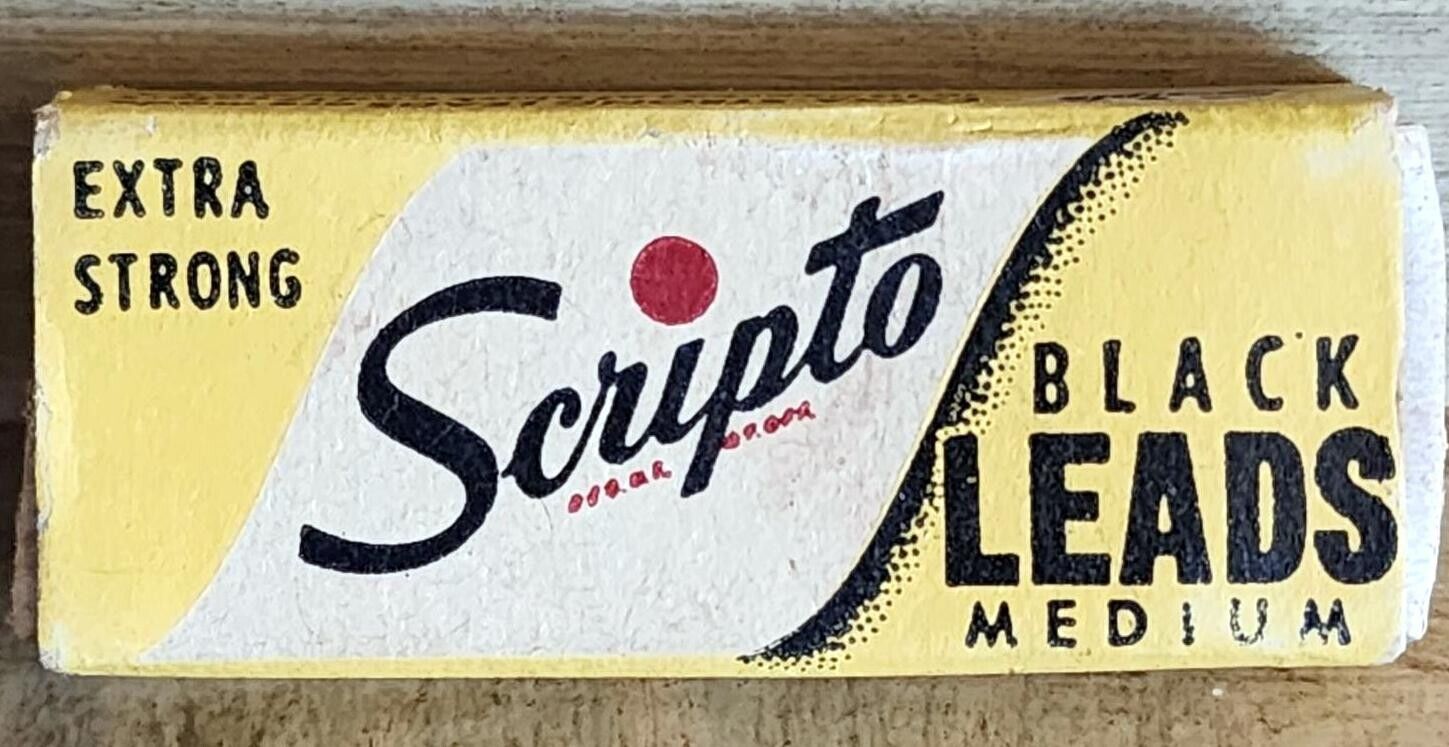 EXTRA
STRONG
Scripto
BLACK
LEADS
MEDIUM